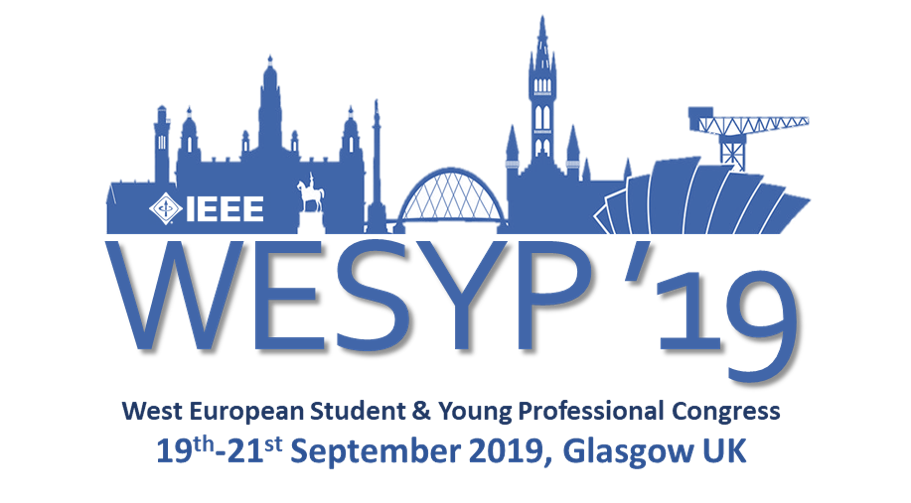 IEEE
WESYP '19
West European Student & Young Professional Congress
19th-21st September 2019, Glasgow UK